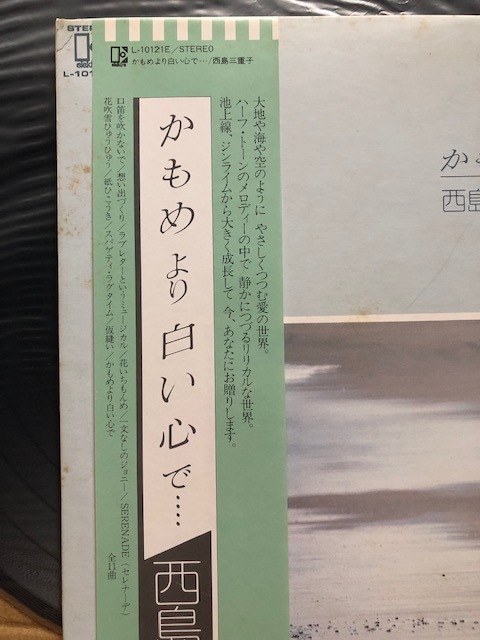 L-10121E/STEREO
かもめより白い心で…/西島三重子
大地や海や空のように やさしくつつむ愛の世界。
ハーフ・トーンのメロディーの中で 静かにつづるリリカルな世界。
池上線、ジンライムから大きく成長して 今、あなたにお贈りします。
かもめより白い心で‥‥
西島
口笛を吹かないで/想い出づくり/ラブレターというミュージカル/花いちもんめ/一文なしのジョニー/SERENADE(セレナーデ)
花吹雪ひゅうひゅう/紙ひこうき/スパゲティ・ラグタイム/仮縫い/かもめより白い心で
全11曲
STERE
L-101
か
西島